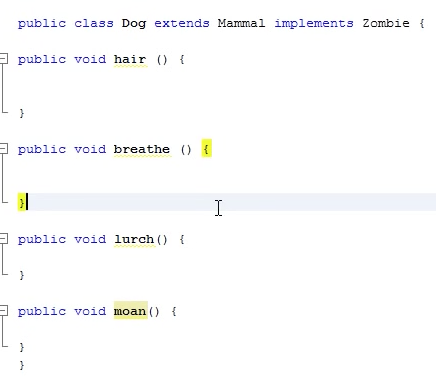 public class Dog extends Mammal implements Zombie {
public void hair () {
}
public void breathe () {
}
public void lurch() {
}
public void moan() {
}
}